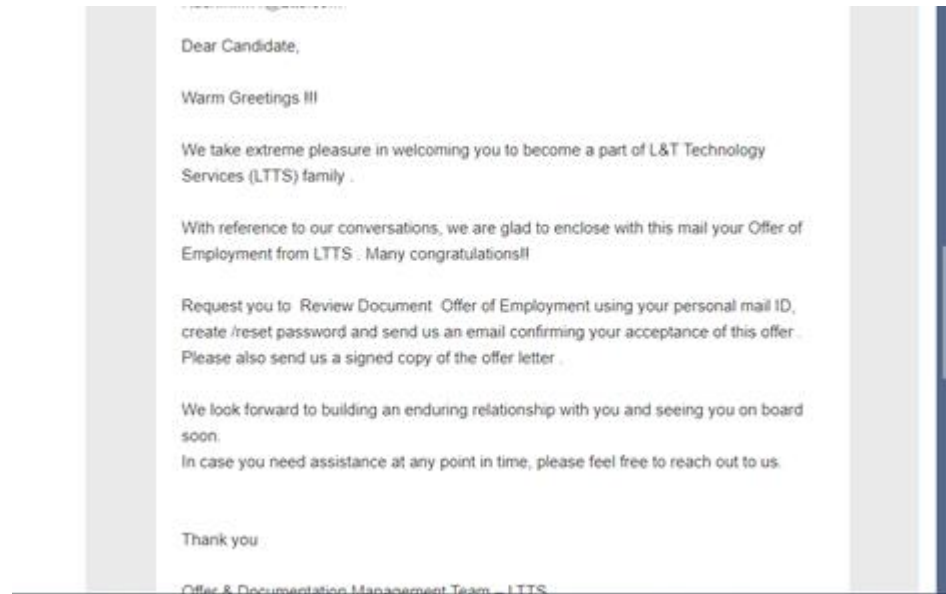 Dear Candidate,
Warm Greetings !!!
We take extreme pleasure in welcoming you to become a part of L&T Technology
Services (LTTS) family .
With reference to our conversations, we are glad to enclose with this mail your Offer of
Employment from LTTS . Many congratulations!!
Request you to Review Document Offer of Employment using your personal mail ID,
create /reset password and send us an email confirming your acceptance of this offer .
Please also send us a signed copy of the offer letter .
We look forward to building an enduring relationship with you and seeing you on board
soon.
In case you need assistance at any point in time, please feel free to reach out to us.
Thank you
Offer & Documentation Management Team – LTTS